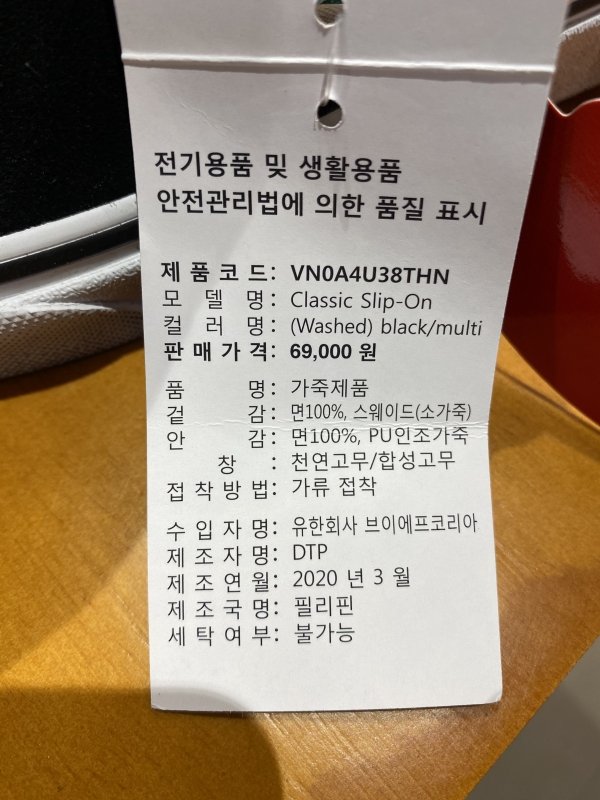 전기용품 및 생활용품
안전관리법에 의한 품질 표시
제품코드: VN0A4U38THN
모델명: Classic Slip-On
컬러명: (Washed) black/multi
판매가격: 69,000 원
품명: 가죽제품
겉감: 면100%, 스웨이드(소가죽)
안감: 면100%, PU인조가죽
창: 천연고무/합성고무
접착방법: 가류 접착
수입자명: 유한회사 브이에프코리아
제조자명: DTP
제조연월: 2020 년 3 월
제조국명: 필리핀
세탁여부: 불가능